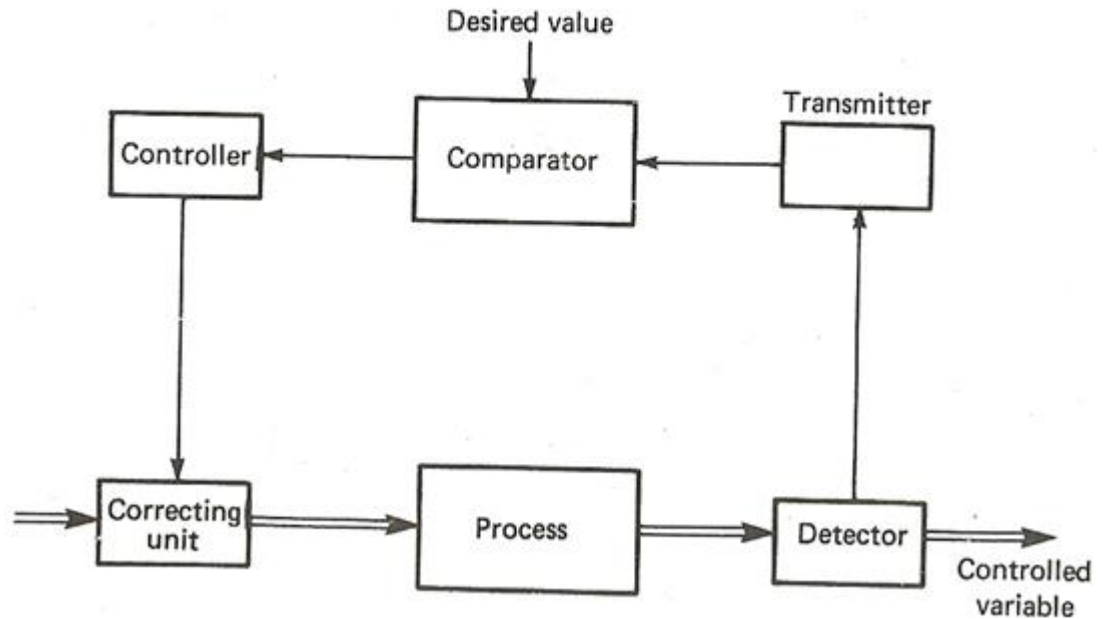 Desired value
Transmitter
Controller
Comparator
Correcting
unit
Process
Detector
Controlled
variable